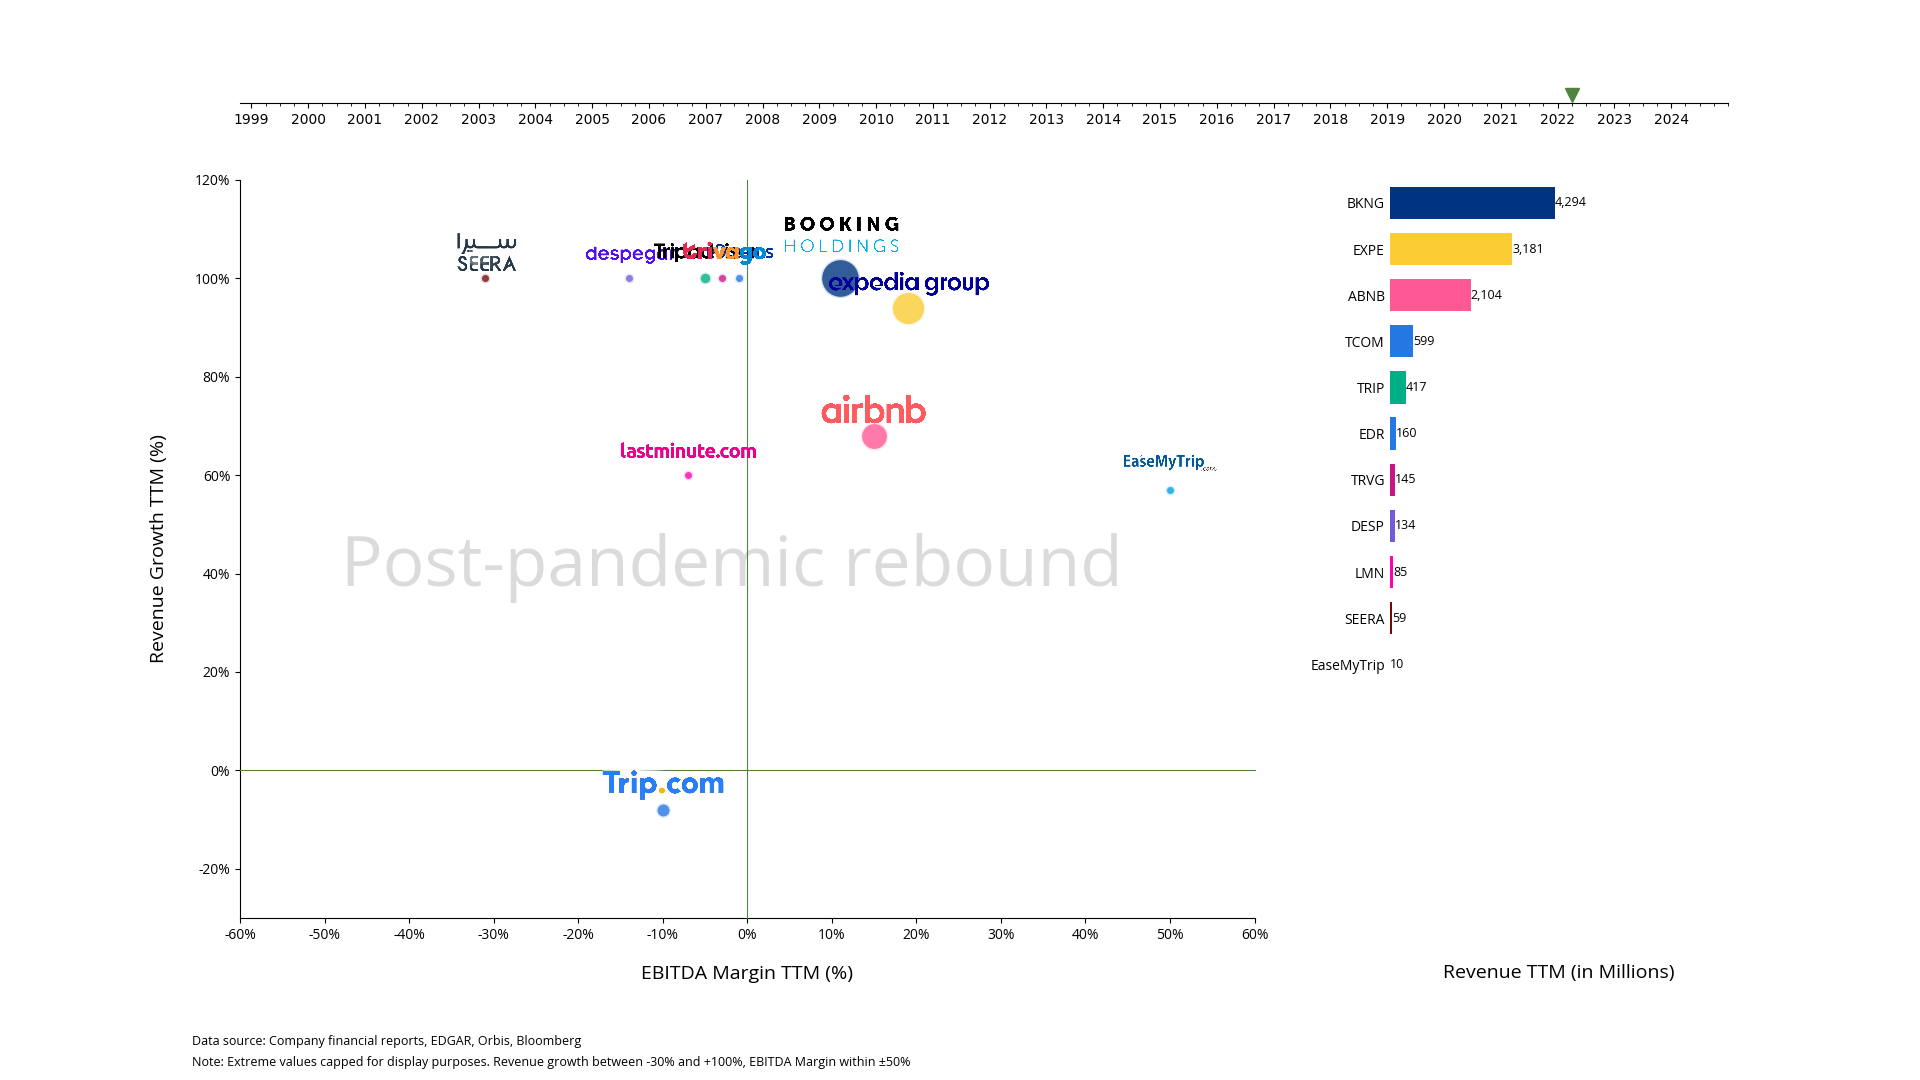 1999 2000 2001 2002 2003 2004 2005 2006 2007 2008 2009 2010 2011 2012 2013 2014 2015 2016 2017 2018 2019 2020 2021 2022 2023 2024
120%
100%
80%
60%
40%
20%
0%
-20%
Revenue Growth TTM (%)
سيرا
SEERA
despegar
trivago
BOOKING
HOLDINGS
expedia group
airbnb
lastminute.com
EaseMyTrip.com
Post-pandemic rebound
Trip.com
-60% -50% -40% -30% -20% -10% 0% 10% 20% 30% 40% 50% 60%
EBITDA Margin TTM (%)
BKNG 4,294
EXPE 3,181
ABNB 2,104
TCOM 599
TRIP 417
EDR 160
TRVG 145
DESP 134
LMN 85
SEERA 59
EaseMyTrip 10
Revenue TTM (in Millions)
Data source: Company financial reports, EDGAR, Orbis, Bloomberg
Note: Extreme values capped for display purposes. Revenue growth between -30% and +100%, EBITDA Margin within ±50%